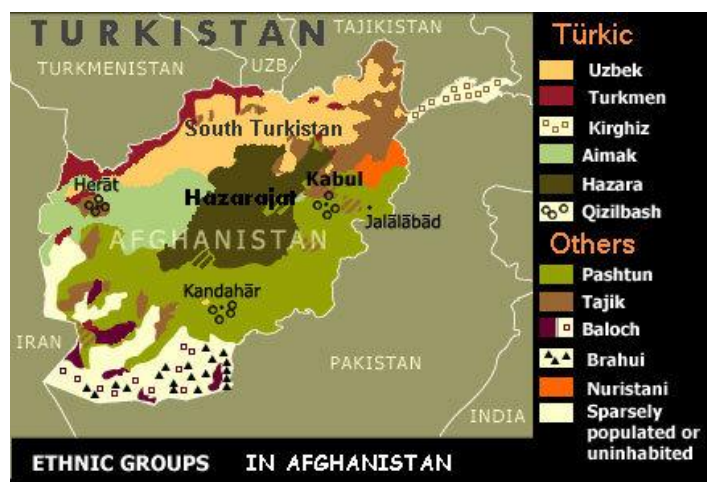 TURKISTAN
TAJIKISTAN
TURKMENISTAN
UZB
South Turkistan
Herāt
Hazarajat
Kabul
Jalālābād
AFGHANISTAN
Kandahār
IRAN
PAKISTAN
INDIA
ETHNIC GROUPS IN AFGHANISTAN
Türkic
Uzbek
Turkmen
Kirghiz
Aimak
Hazara
Qizilbash
Others
Pashtun
Tajik
Baloch
Brahui
Nuristani
Sparsely
populated or
uninhabited